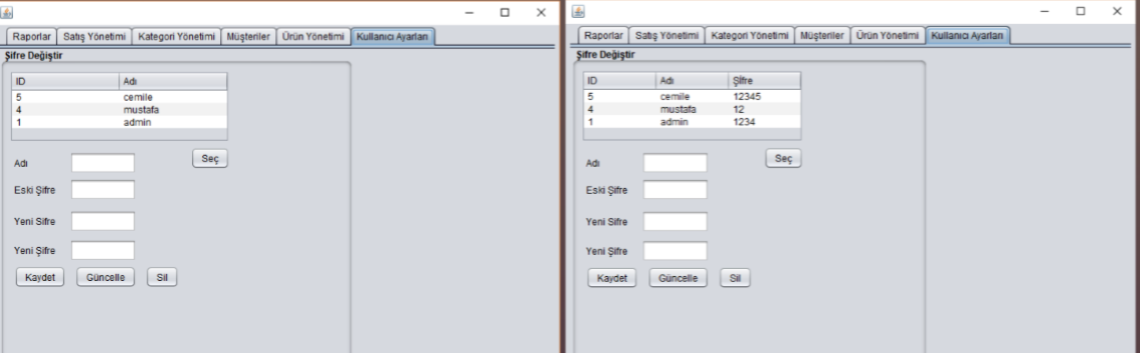 Raporlar Satış Yönetimi Kategori Yönetimi Müşteriler Ürün Yönetimi Kullanıcı Ayarları
Şifre Değiştir
ID Adı
5 cemile
4 mustafa
1 admin
Adı Seç
Eski Şifre
Yeni Sifre
Yeni Şifre
Kaydet Güncelle Sil
Raporlar Satış Yönetimi Kategori Yönetimi Müşteriler Ürün Yönetimi Kullanıcı Ayarları
Şifre Değiştir
ID Adı Şifre
5 cemile 12345
4 mustafa 12
1 admin 1234
Adı Seç
Eski Şifre
Yeni Sifre
Yeni Şifre
Kaydet Güncelle Sil